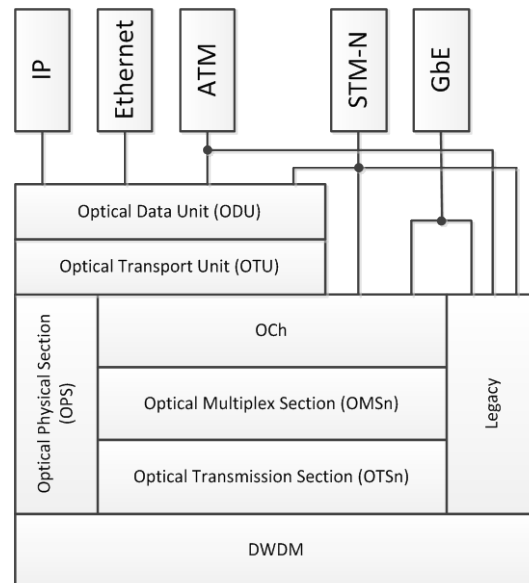 IP
Ethernet
ATM
STM-N
GbE
Optical Data Unit (ODU)
Optical Transport Unit (OTU)
Optical Physical Section
(OPS)
OCh
Optical Multiplex Section (OMSn)
Optical Transmission Section (OTSn)
Legacy
DWDM